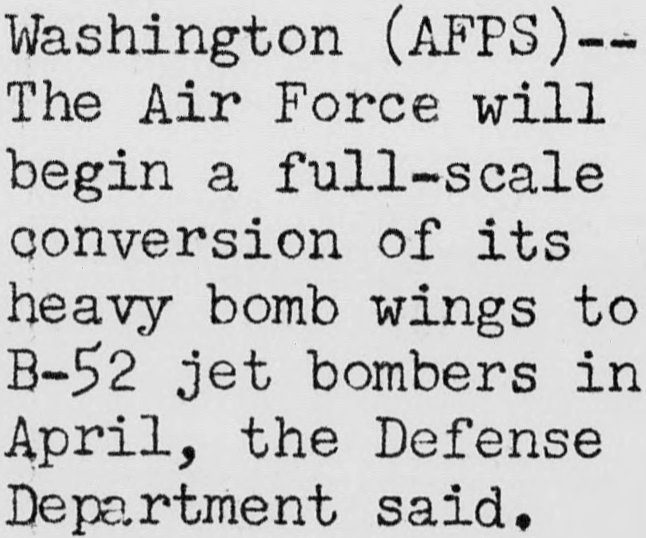 Washington (AFPS)--
The Air Force will
begin a full-scale
conversion of its
heavy bomb wings to
B-52 jet bombers in
April, the Defense
Department said.